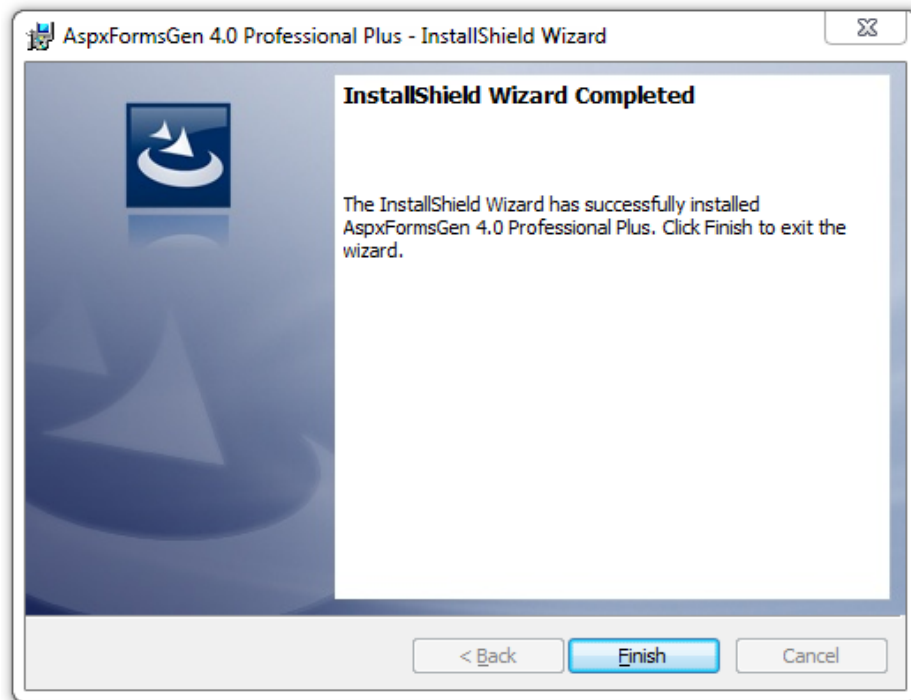 AspxFormsGen 4.0 Professional Plus - InstallShield Wizard
InstallShield Wizard Completed
The InstallShield Wizard has successfully installed
AspxFormsGen 4.0 Professional Plus. Click Finish to exit the
wizard.
< Back
Finish
Cancel